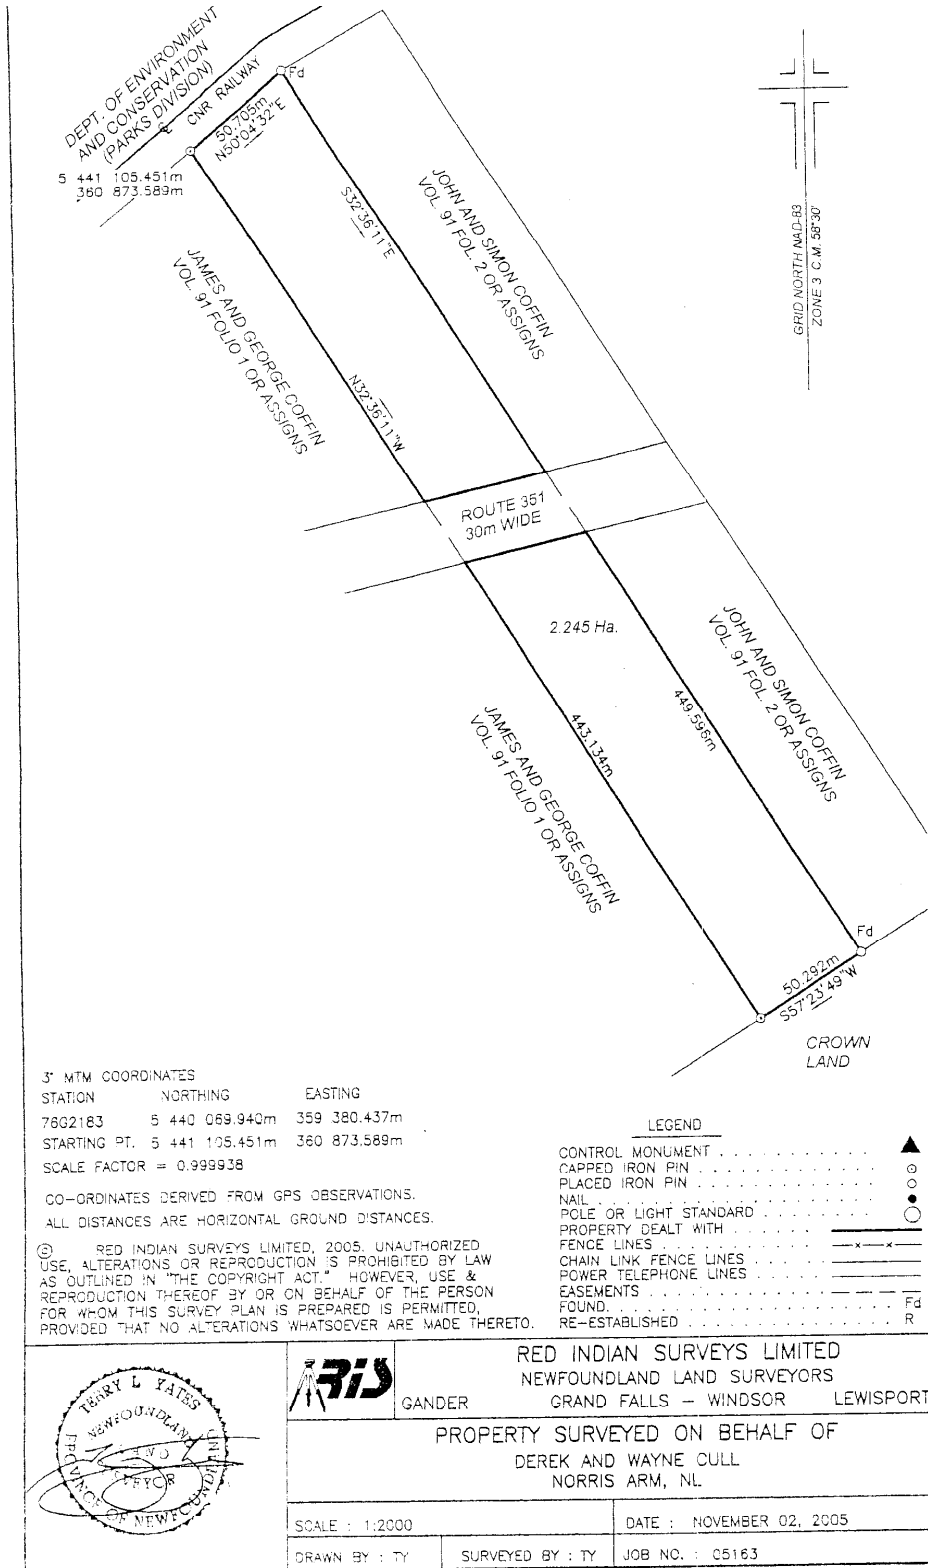 DEPT. OF ENVIRONMENT
AND CONSERVATION
(PARKS DIVISION)
CNR RAILWAY
Fd
50.705m
N50°04'32"E
5 441 105.451m
360 873.589m
S32°36'11"E
JOHN AND SIMON COFFIN
VOL. 91 FOL. 2 OR ASSIGNS
GRID NORTH NAD-83
ZONE 3 C.M. 58°30'
JAMES AND GEORGE COFFIN
VOL. 91 FOLIO 1 OR ASSIGNS
N32°36'11"W
ROUTE 351
30m WIDE
2.245 Ha.
JOHN AND SIMON COFFIN
VOL. 91 FOL. 2 OR ASSIGNS
449.596m
443.134m
JAMES AND GEORGE COFFIN
VOL. 91 FOLIO 1 OR ASSIGNS
Fd
50.292m
S57°23'49"W
CROWN
LAND
3° MTM COORDINATES
STATION NORTHING EASTING
76G2183 5 440 069.940m 359 380.437m
STARTING PT. 5 441 105.451m 360 873.589m
SCALE FACTOR = 0.999938
CO-ORDINATES DERIVED FROM GPS OBSERVATIONS.
ALL DISTANCES ARE HORIZONTAL GROUND DISTANCES.
© RED INDIAN SURVEYS LIMITED, 2005. UNAUTHORIZED
USE, ALTERATIONS OR REPRODUCTION IS PROHIBITED BY LAW
AS OUTLINED IN "THE COPYRIGHT ACT." HOWEVER, USE &
REPRODUCTION THEREOF BY OR ON BEHALF OF THE PERSON
FOR WHOM THIS SURVEY PLAN IS PREPARED IS PERMITTED,
PROVIDED THAT NO ALTERATIONS WHATSOEVER ARE MADE THERETO.
LEGEND
CONTROL MONUMENT
CAPPED IRON PIN
PLACED IRON PIN
NAIL
POLE OR LIGHT STANDARD
PROPERTY DEALT WITH
FENCE LINES
CHAIN LINK FENCE LINES
POWER TELEPHONE LINES
EASEMENTS
FOUND Fd
RE-ESTABLISHED R
TERRY L YATES
NEWFOUNDLAND
LAND
SURVEYOR
PROVINCE OF NEWFOUNDLAND
RIS
RED INDIAN SURVEYS LIMITED
NEWFOUNDLAND LAND SURVEYORS
GANDER GRAND FALLS - WINDSOR LEWISPORT
PROPERTY SURVEYED ON BEHALF OF
DEREK AND WAYNE CULL
NORRIS ARM, NL
SCALE : 1:2000
DATE : NOVEMBER 02, 2005
DRAWN BY : TY
SURVEYED BY : TY
JOB NO. : 05163